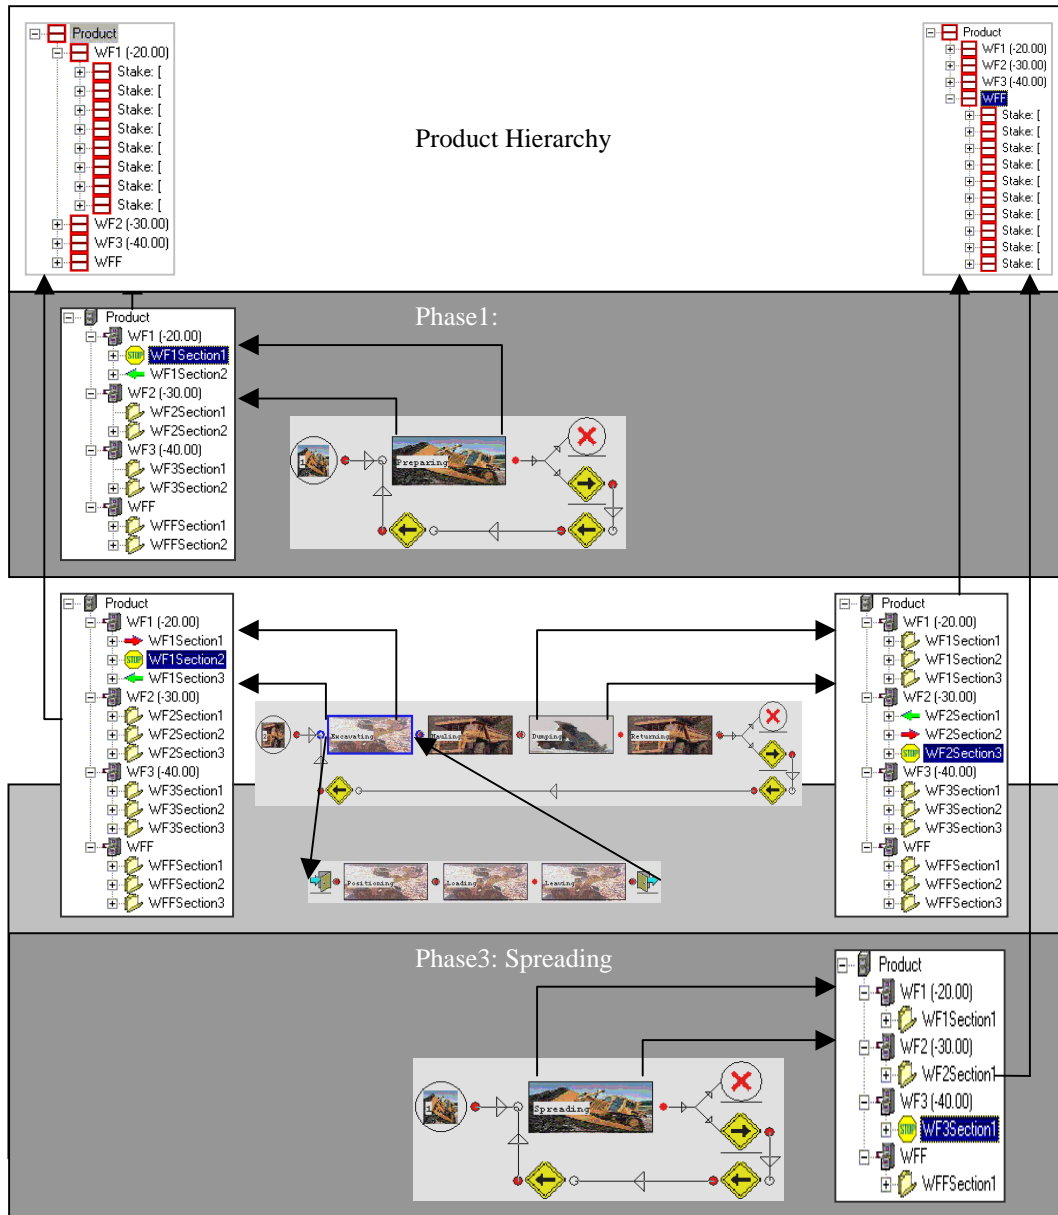 Product
WF1 (-20.00)
Stake: [
Stake: [
Stake: [
Stake: [
Stake: [
Stake: [
Stake: [
Stake: [
WF2 (-30.00)
WF3 (-40.00)
WFF
Product Hierarchy
Product
WF1 (-20.00)
WF2 (-30.00)
WF3 (-40.00)
WFF
Stake: [
Stake: [
Stake: [
Stake: [
Stake: [
Stake: [
Stake: [
Stake: [
Stake: [
Stake: [
Phase1:
Product
WF1 (-20.00)
STOP WF1Section1
WF1Section2
WF2 (-30.00)
WF2Section1
WF2Section2
WF3 (-40.00)
WF3Section1
WF3Section2
WFF
WFFSection1
WFFSection2
1
Preparing
Product
WF1 (-20.00)
WF1Section1
STOP WF1Section2
WF1Section3
WF2 (-30.00)
WF2Section1
WF2Section2
WF2Section3
WF3 (-40.00)
WF3Section1
WF3Section2
WF3Section3
WFF
WFFSection1
WFFSection2
WFFSection3
Excavating
Hauling
Dumping
Returning
Positioning
Loading
Leaving
Product
WF1 (-20.00)
WF1Section1
WF1Section2
WF1Section3
WF2 (-30.00)
WF2Section1
WF2Section2
STOP WF2Section3
WF3 (-40.00)
WF3Section1
WF3Section2
WF3Section3
WFF
WFFSection1
WFFSection2
WFFSection3
Phase3: Spreading
1
Spreading
Product
WF1 (-20.00)
WF1Section1
WF2 (-30.00)
WF2Section1
WF3 (-40.00)
STOP WF3Section1
WFF
WFFSection1